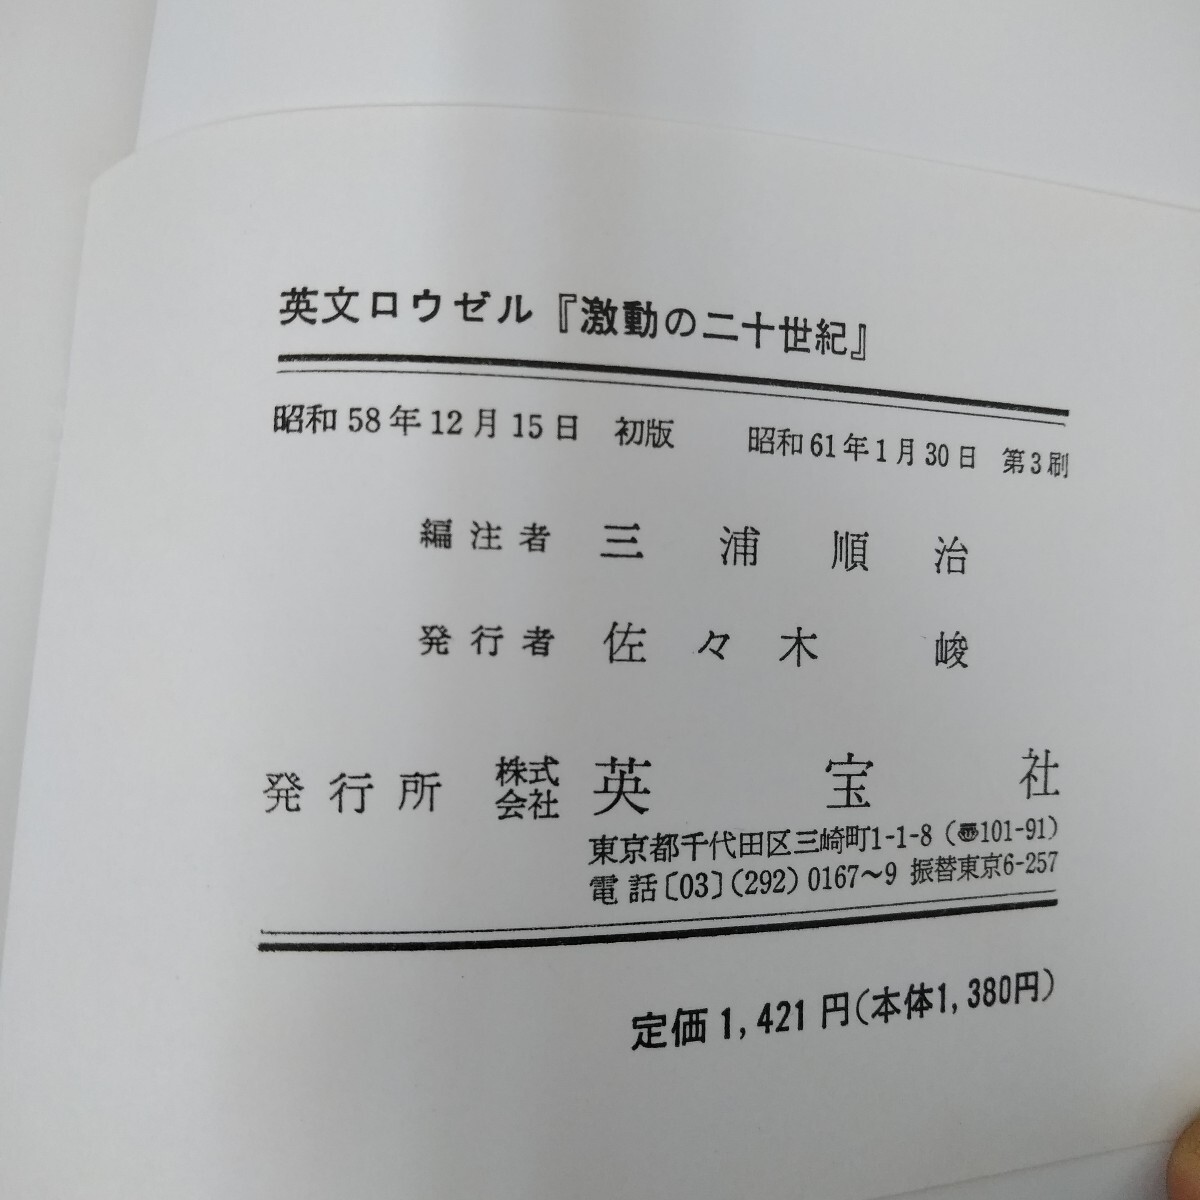 英文ロウゼル『激動の二十世紀』
昭和58年12月15日 初版 昭和61年1月30日 第3刷
編注者 三浦順治
発行者 佐々木峻
発行所 株式会社 英宝社
東京都千代田区三崎町1-1-8(〠101-91)
電話〔03〕(292)0167〜9 振替東京6-257
定価1,421円(本体1,380円)